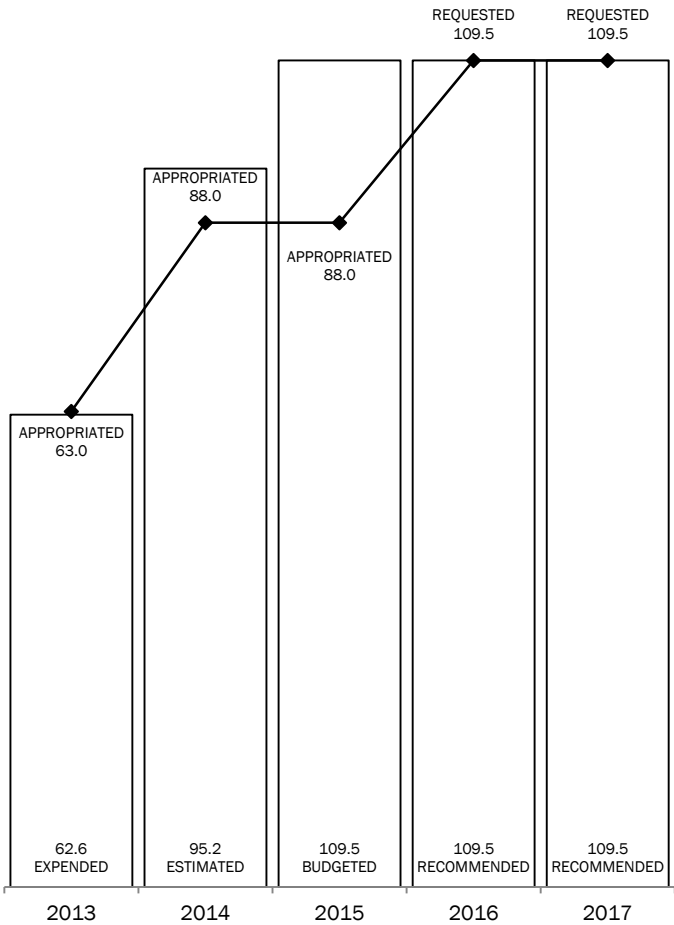 REQUESTED
109.5
REQUESTED
109.5
APPROPRIATED
88.0
APPROPRIATED
88.0
APPROPRIATED
63.0
62.6
EXPENDED
95.2
ESTIMATED
109.5
BUDGETED
109.5
RECOMMENDED
109.5
RECOMMENDED
2013
2014
2015
2016
2017